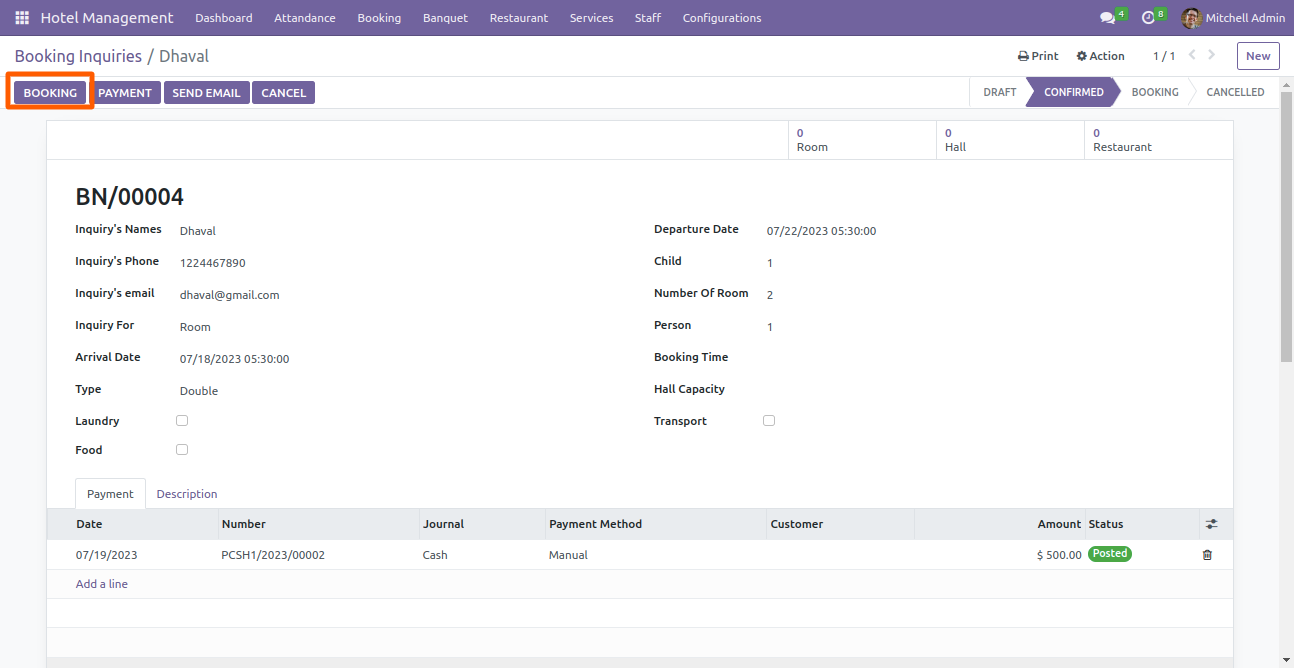 Hotel Management Dashboard Attendance Booking Banquet Restaurant Services Staff Configurations 4 8 Mitchell Admin
Booking Inquiries / Dhaval Print Action 1 / 1 New
BOOKING PAYMENT SEND EMAIL CANCEL DRAFT CONFIRMED BOOKING CANCELLED
0 0 0
Room Hall Restaurant
BN/00004
Inquiry's Names Dhaval Departure Date 07/22/2023 05:30:00
Inquiry's Phone 1224467890 Child 1
Inquiry's email dhaval@gmail.com Number Of Room 2
Inquiry For Room Person 1
Arrival Date 07/18/2023 05:30:00 Booking Time
Type Double Hall Capacity
Laundry Transport
Food
Payment Description
Date Number Journal Payment Method Customer Amount Status
07/19/2023 PCSH1/2023/00002 Cash Manual $ 500.00 Posted
Add a line